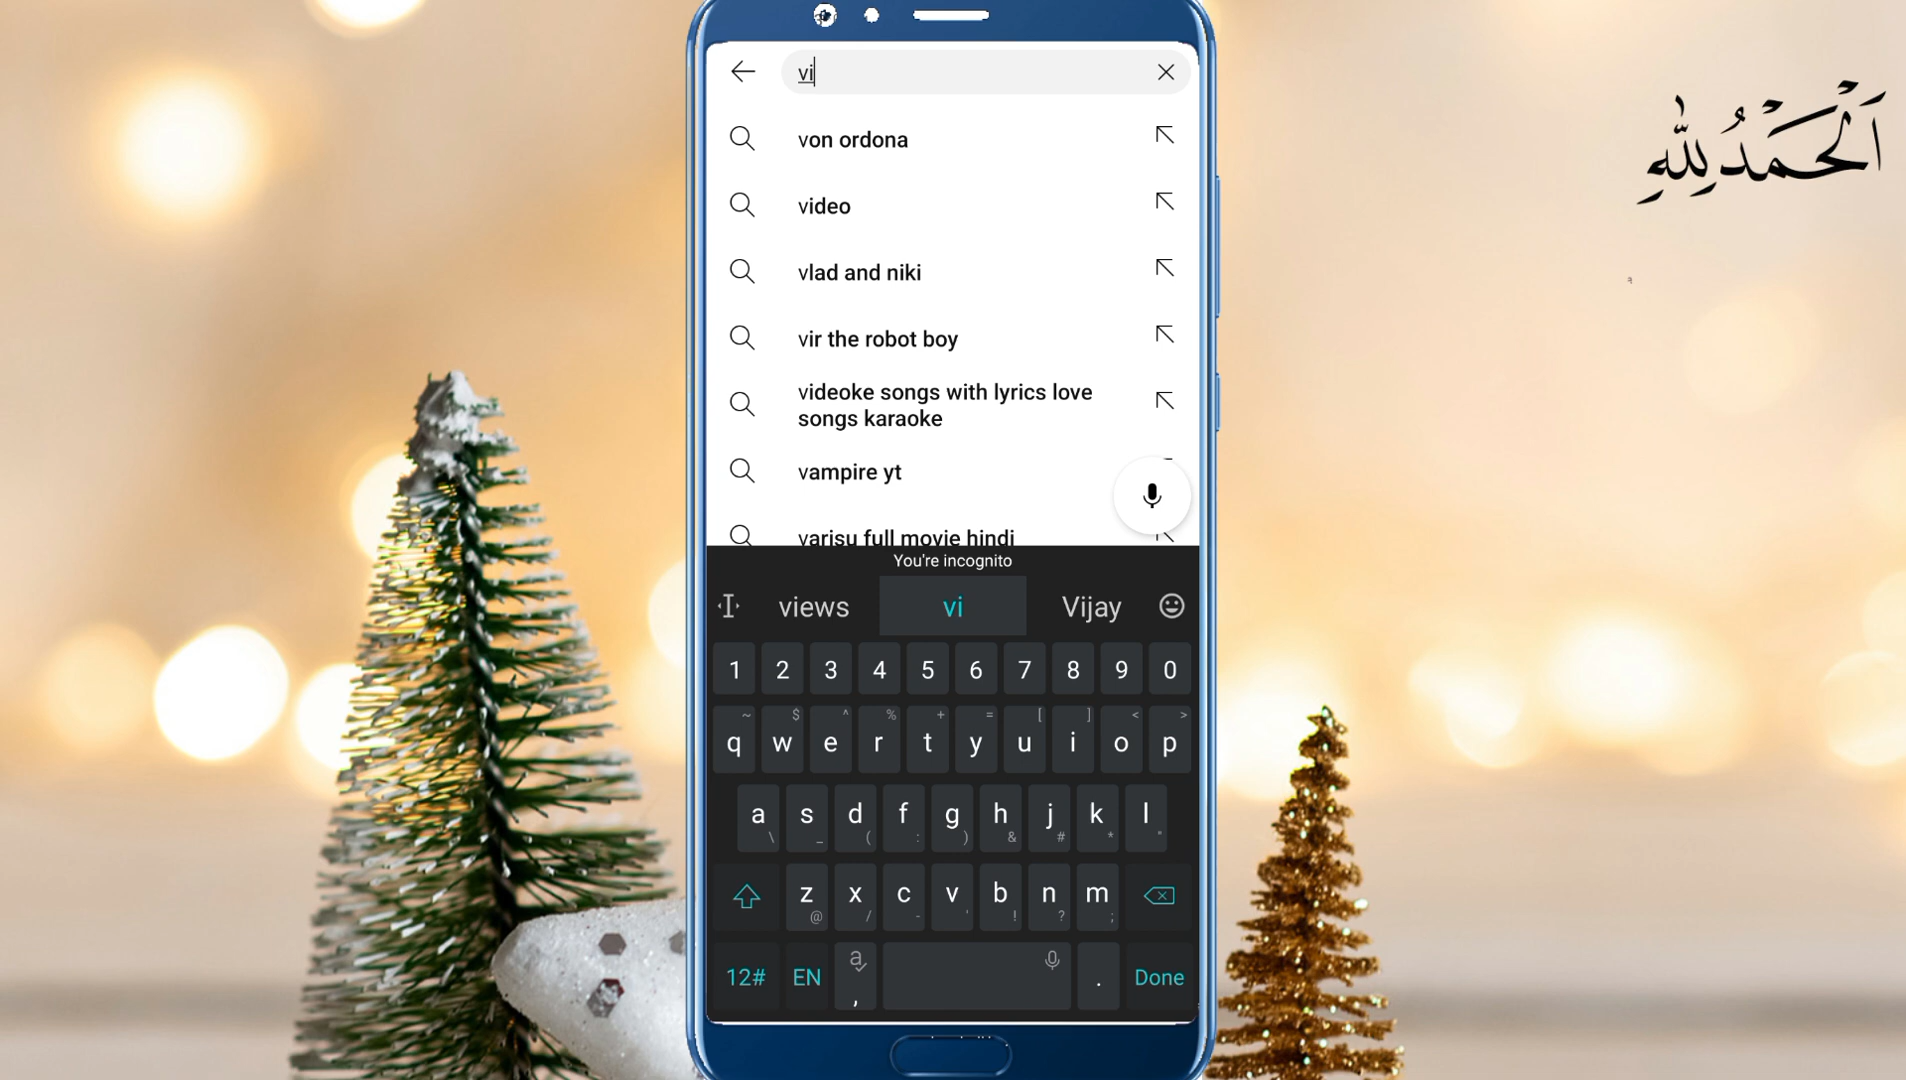 vi
von ordona
video
vlad and niki
vir the robot boy
videoke songs with lyrics love
songs karaoke
vampire yt
varisu full movie hindi
You're incognito
views vi Vijay
1 2 3 4 5 6 7 8 9 0
~ $ ^ % + = [ ] < >
q w e r t y u i o p
a s d f g h j k l
\ _ ( : ) & # * "
z x c v b n m
@ / - ' ! ? ;
12# EN a , . Done
اَلْحَمْدُ لِلّٰهِ